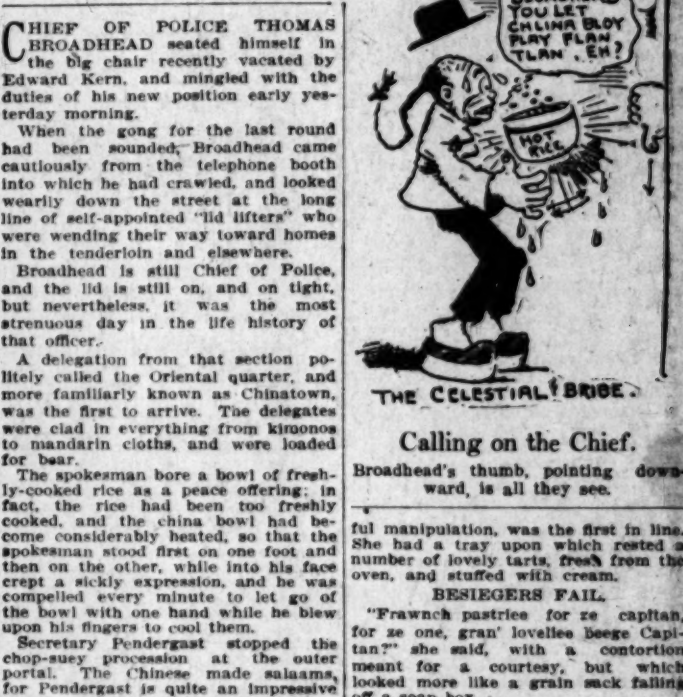 CHIEF OF POLICE THOMAS
BROADHEAD seated himself in
the big chair recently vacated by
Edward Kern, and mingled with the
duties of his new position early yes-
terday morning.
When the gong for the last round
had been sounded, Broadhead came
cautiously from the telephone booth
into which he had crawled, and looked
wearily down the street at the long
line of self-appointed "lid lifters" who
were wending their way toward homes
in the tenderloin and elsewhere.
Broadhead is still Chief of Police,
and the lid is still on, and on tight,
but nevertheless, it was the most
strenuous day in the life history of
that officer.
A delegation from that section po-
litely called the Oriental quarter, and
more familiarly known as Chinatown,
was the first to arrive. The delegates
were clad in everything from kimonos
to mandarin cloths, and were loaded
for bear.
The spokesman bore a bowl of fresh-
ly-cooked rice as a peace offering; in
fact, the rice had been too freshly
cooked, and the china bowl had be-
come considerably heated, so that the
spokesman stood first on one foot and
then on the other, while into his face
crept a sickly expression, and he was
compelled every minute to let go of
the bowl with one hand while he blew
upon his fingers to cool them.
Secretary Pendergast stopped the
chop-suey procession at the outer
portal. The Chinese made salaams,
for Pendergast is quite an impressive
YOU LET
CHLINA BLOY
PLAY FLAN
TLAN. EH?
HOT
RICE
THE CELESTIAL BRIBE.
Calling on the Chief.
Broadhead's thumb, pointing down-
ward, is all they see.
ful manipulation, was the first in line.
She had a tray upon which rested a
number of lovely tarts, fresh from the
oven, and stuffed with cream.
BESIEGERS FAIL.
"Frawnch pastries for ze capitan,
for ze one, gran' loveliee beege Capi-
tan?" she said, with a contortion
meant for a courtesy, but which
looked more like a grain sack falling